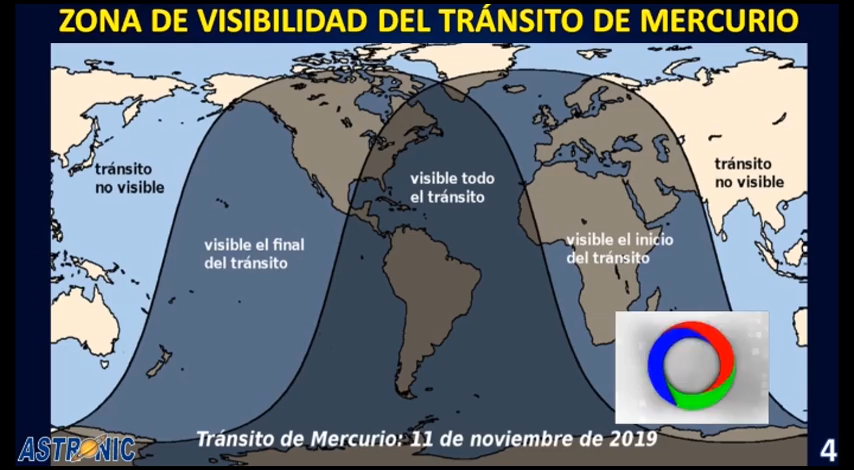 ZONA DE VISIBILIDAD DEL TRÁNSITO DE MERCURIO
tránsito
no visible
visible el final
del tránsito
visible todo
el tránsito
visible el inicio
del tránsito
tránsito
no visible
Tránsito de Mercurio: 11 de noviembre de 2019
ASTRONIC
4